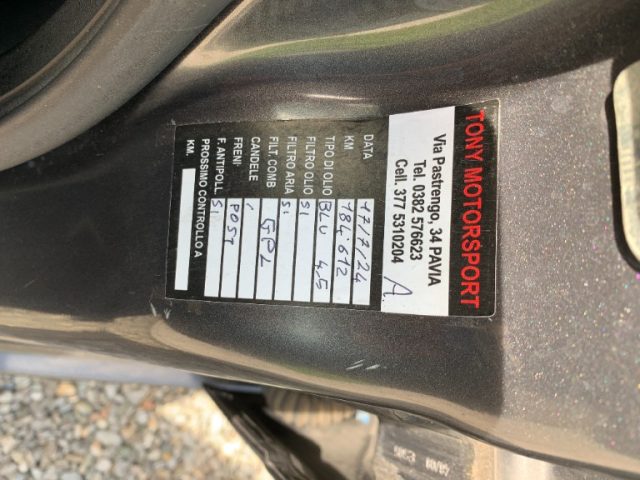 TONY MOTORSPORT
Via Pastrengo, 34 PAVIA
Tel. 0382 576623
Cell. 377 5310204
A
DATA 17/7/24
KM 184'612
TIPO DI OLIO BLU 4,5
FILTRO OLIO SI
FILTRO ARIA Si
FILT. COMB GPL
CANDELE /
FRENI POST
F. ANTIPOLL Si
PROSSIMO CONTROLLO A
KM.